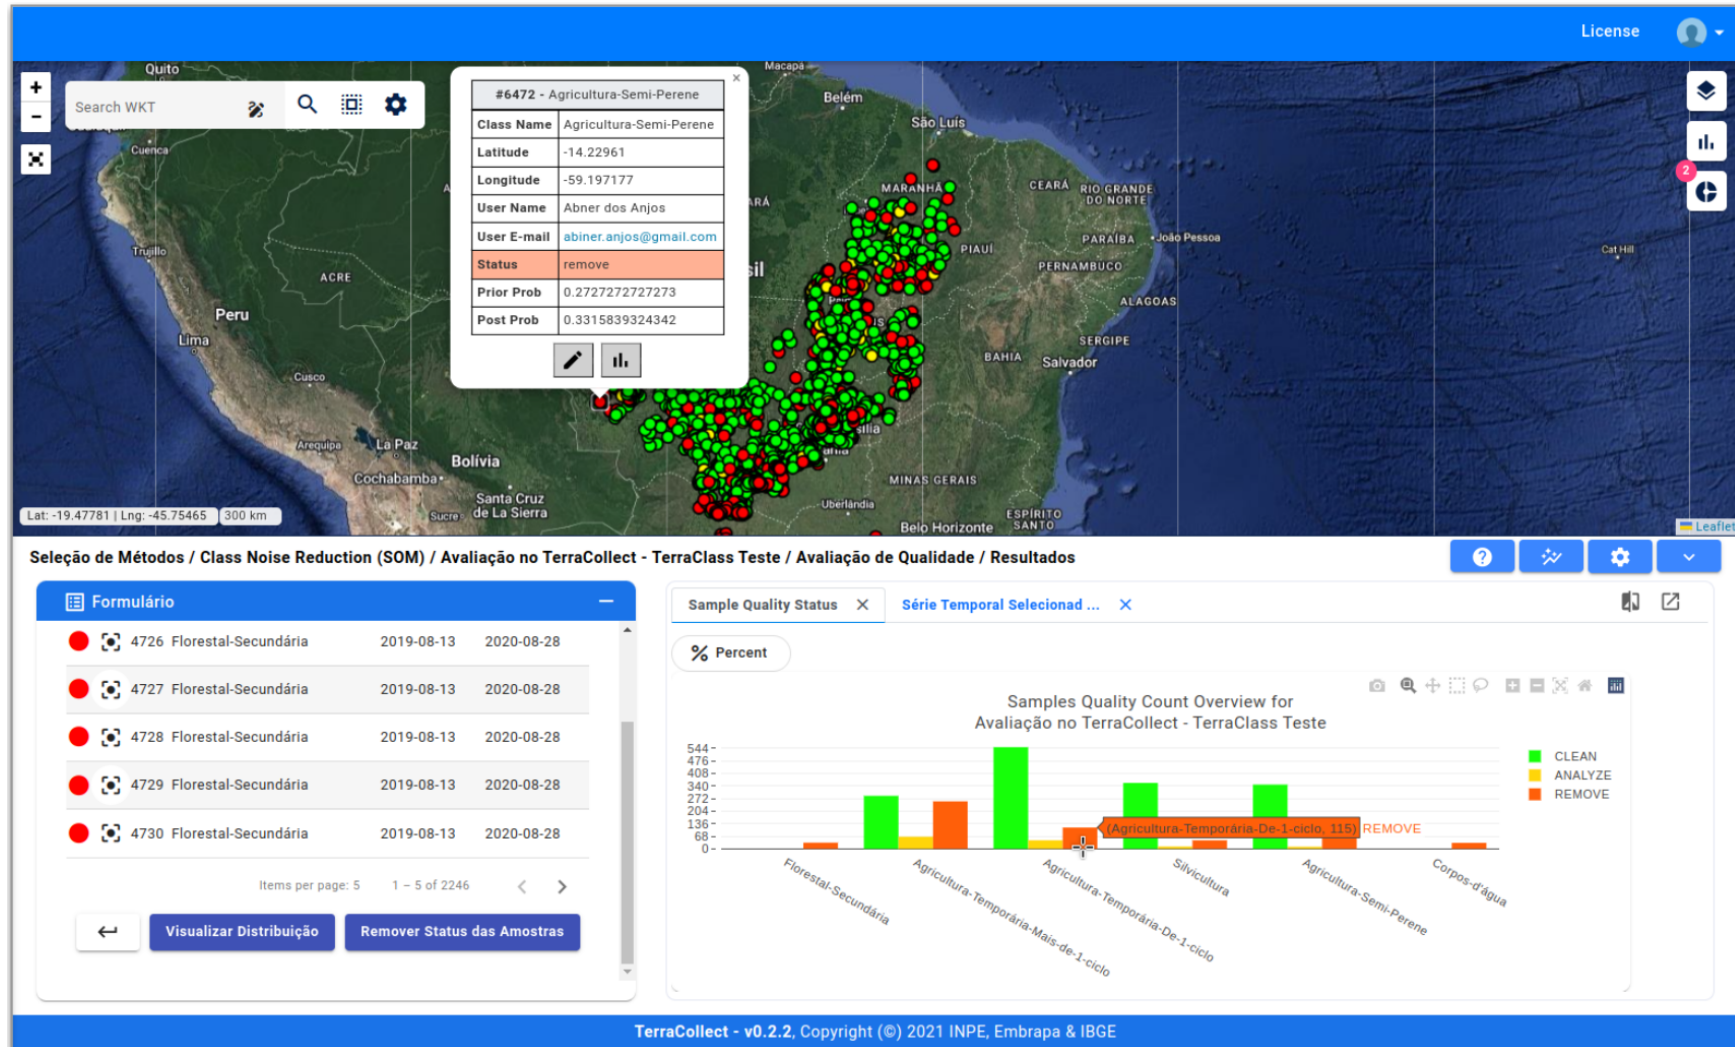 License
Quito
Macapá
Belém
São Luís
+
−
Search WKT
Cuenca
#6472 - Agricultura-Semi-Perene
×
Class Name Agricultura-Semi-Perene
Latitude -14.22961
Longitude -59.197177
User Name Abner dos Anjos
User E-mail abiner.anjos@gmail.com
Status remove
Prior Prob 0.2727272727273
Post Prob 0.3315839324342
2
MARANHÃ
CEARÁ
RIO GRANDE
DO NORTE
ARÁ
Trujillo
PIAUÍ
PARAÍBA
João Pessoa
Cat Hill
ACRE
sil
PERNAMBUCO
ALAGOAS
Peru
Lima
SERGIPE
BAHIA
Salvador
Cusco
Arequipa
La Paz
Bolívia
sília
Cochabamba
MINAS GERAIS
Santa Cruz
de La Sierra
Uberlândia
Sucre
ESPÍRITO
SANTO
Belo Horizonte
Lat: -19.47781 | Lng: -45.75465
300 km
Leaflet
Seleção de Métodos / Class Noise Reduction (SOM) / Avaliação no TerraCollect - TerraClass Teste / Avaliação de Qualidade / Resultados
Formulário
4726 Florestal-Secundária 2019-08-13 2020-08-28
4727 Florestal-Secundária 2019-08-13 2020-08-28
4728 Florestal-Secundária 2019-08-13 2020-08-28
4729 Florestal-Secundária 2019-08-13 2020-08-28
4730 Florestal-Secundária 2019-08-13 2020-08-28
Items per page: 5 1 – 5 of 2246
Visualizar Distribuição
Remover Status das Amostras
Sample Quality Status
Série Temporal Selecionad ...
% Percent
Samples Quality Count Overview for
Avaliação no TerraCollect - TerraClass Teste
544
476
408
340
272
204
136
68
0
CLEAN
ANALYZE
REMOVE
(Agricultura-Temporária-De-1-ciclo, 115) REMOVE
Florestal-Secundária
Agricultura-Temporária-Mais-de-1-ciclo
Agricultura-Temporária-De-1-ciclo
Silvicultura
Agricultura-Semi-Perene
Corpos-d'água
TerraCollect - v0.2.2, Copyright (©) 2021 INPE, Embrapa & IBGE